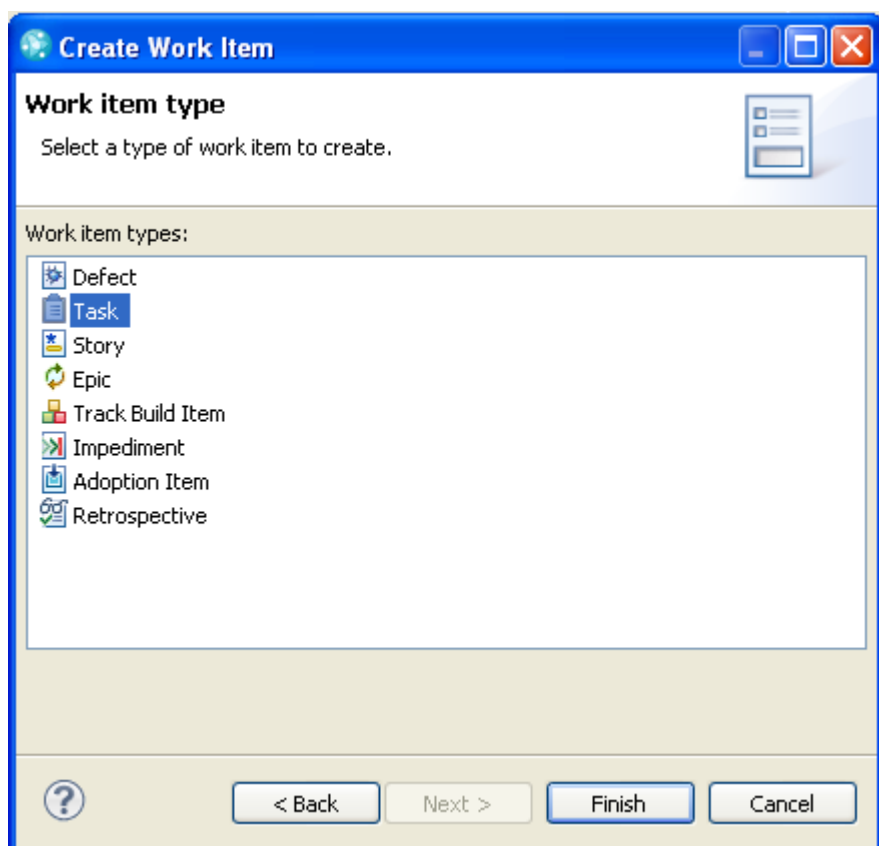 Create Work Item
Work item type
Select a type of work item to create.
Work item types:
Defect
Task
Story
Epic
Track Build Item
Impediment
Adoption Item
Retrospective
?
< Back
Next >
Finish
Cancel